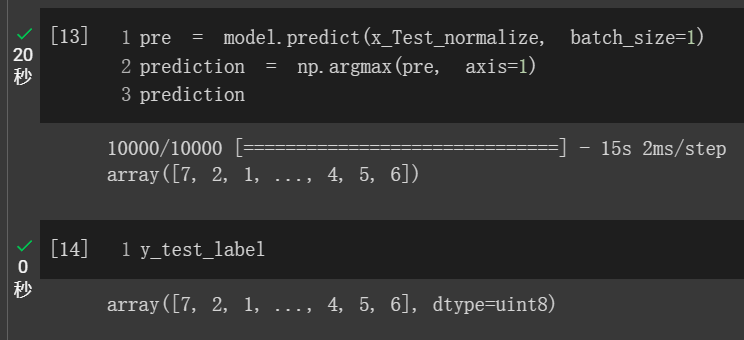 [13] 1 pre = model.predict(x_Test_normalize, batch_size=1)
20 2 prediction = np.argmax(pre, axis=1)
秒 3 prediction
10000/10000 [==============================] - 15s 2ms/step
array([7, 2, 1, ..., 4, 5, 6])
[14] 1 y_test_label
0
秒
array([7, 2, 1, ..., 4, 5, 6], dtype=uint8)